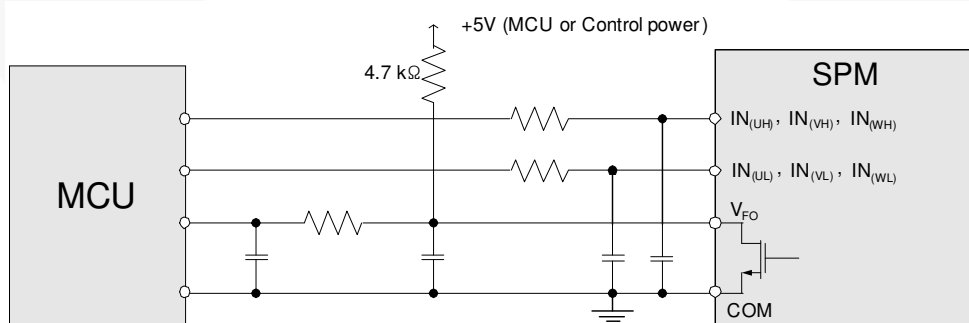 +5V (MCU or Control power)
4.7 kΩ
SPM
IN(UH), IN(VH), IN(WH)
IN(UL), IN(VL), IN(WL)
MCU
VFO
COM